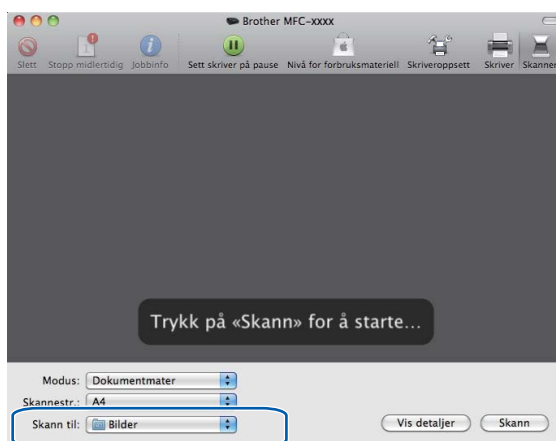 Brother MFC-xxxx
Slett Stopp midlertidig Jobbinfo Sett skriver på pause Nivå for forbruksmateriell Skriveroppsett Skriver Skanner
Trykk på «Skann» for å starte...
Modus: Dokumentmater
Skannestr.: A4
Skann til: Bilder Vis detaljer Skann